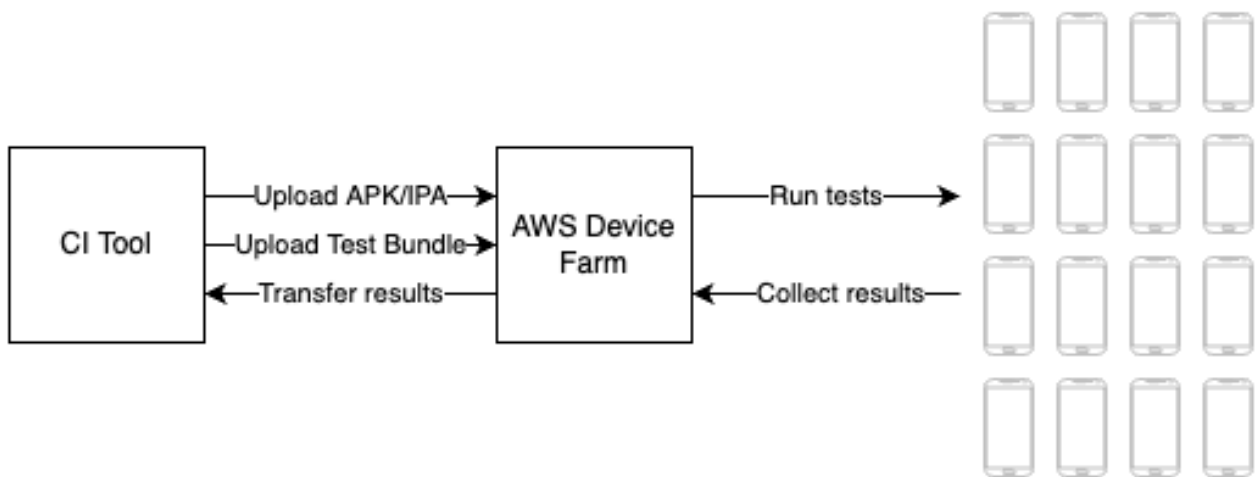 CI Tool
Upload APK/IPA
Upload Test Bundle
Transfer results
AWS Device
Farm
Run tests
Collect results